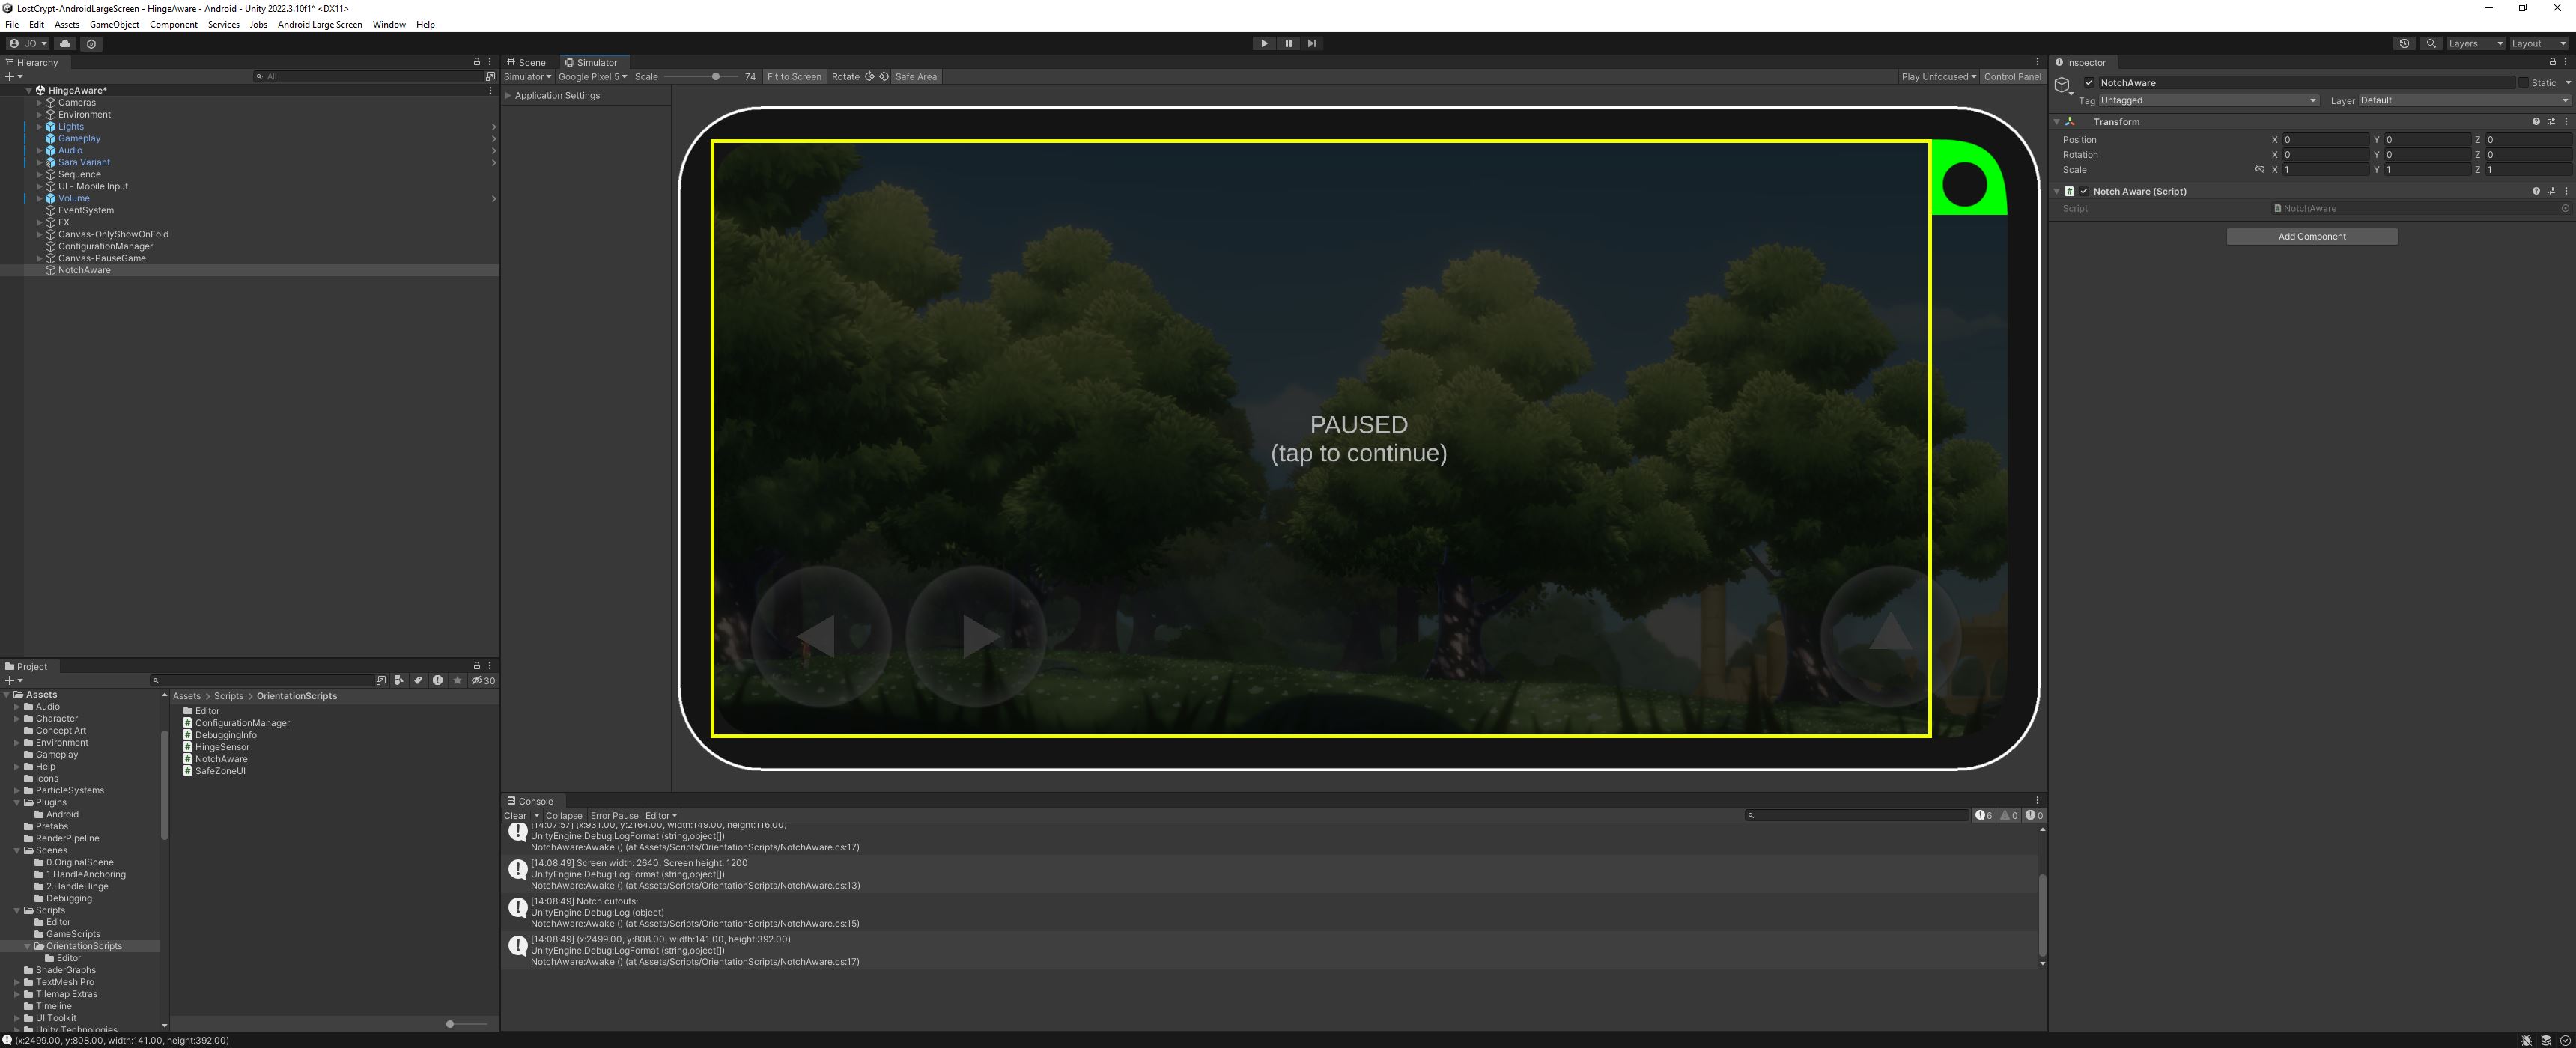 LostCrypt-AndroidLargeScreen - HingeAware - Android - Unity 2022.3.10f1* <DX11>
File Edit Assets GameObject Component Services Jobs Android Large Screen Window Help
JO Layers Layout
Hierarchy
All
HingeAware*
Cameras
Environment
Lights
Gameplay
Audio
Sara Variant
Sequence
UI - Mobile Input
Volume
EventSystem
FX
Canvas-OnlyShowOnFold
ConfigurationManager
Canvas-PauseGame
NotchAware
Scene Simulator
Simulator Google Pixel 5 Scale 74 Fit to Screen Rotate Safe Area Play Unfocused Control Panel
Application Settings
PAUSED
(tap to continue)
Inspector
NotchAware Static
Tag Untagged Layer Default
Transform
Position X 0 Y 0 Z 0
Rotation X 0 Y 0 Z 0
Scale X 1 Y 1 Z 1
Notch Aware (Script)
Script NotchAware
Add Component
Project
30
Assets
Audio
Character
Concept Art
Environment
Gameplay
Help
Icons
ParticleSystems
Plugins
Android
Prefabs
RenderPipeline
Scenes
0.OriginalScene
1.HandleAnchoring
2.HandleHinge
Debugging
Scripts
Editor
GameScripts
OrientationScripts
Editor
ShaderGraphs
TextMesh Pro
Tilemap Extras
Timeline
UI Toolkit
Unity Technologies
Assets > Scripts > OrientationScripts
Editor
ConfigurationManager
DebuggingInfo
HingeSensor
NotchAware
SafeZoneUI
Console
Clear Collapse Error Pause Editor 6 0 0
[14:07:57] (x:931.00, y:2164.00, width:149.00, height:116.00)
UnityEngine.Debug:LogFormat (string,object[])
NotchAware:Awake () (at Assets/Scripts/OrientationScripts/NotchAware.cs:17)
[14:08:49] Screen width: 2640, Screen height: 1200
UnityEngine.Debug:LogFormat (string,object[])
NotchAware:Awake () (at Assets/Scripts/OrientationScripts/NotchAware.cs:13)
[14:08:49] Notch cutouts:
UnityEngine.Debug:Log (object)
NotchAware:Awake () (at Assets/Scripts/OrientationScripts/NotchAware.cs:15)
[14:08:49] (x:2499.00, y:808.00, width:141.00, height:392.00)
UnityEngine.Debug:LogFormat (string,object[])
NotchAware:Awake () (at Assets/Scripts/OrientationScripts/NotchAware.cs:17)
(x:2499.00, y:808.00, width:141.00, height:392.00)